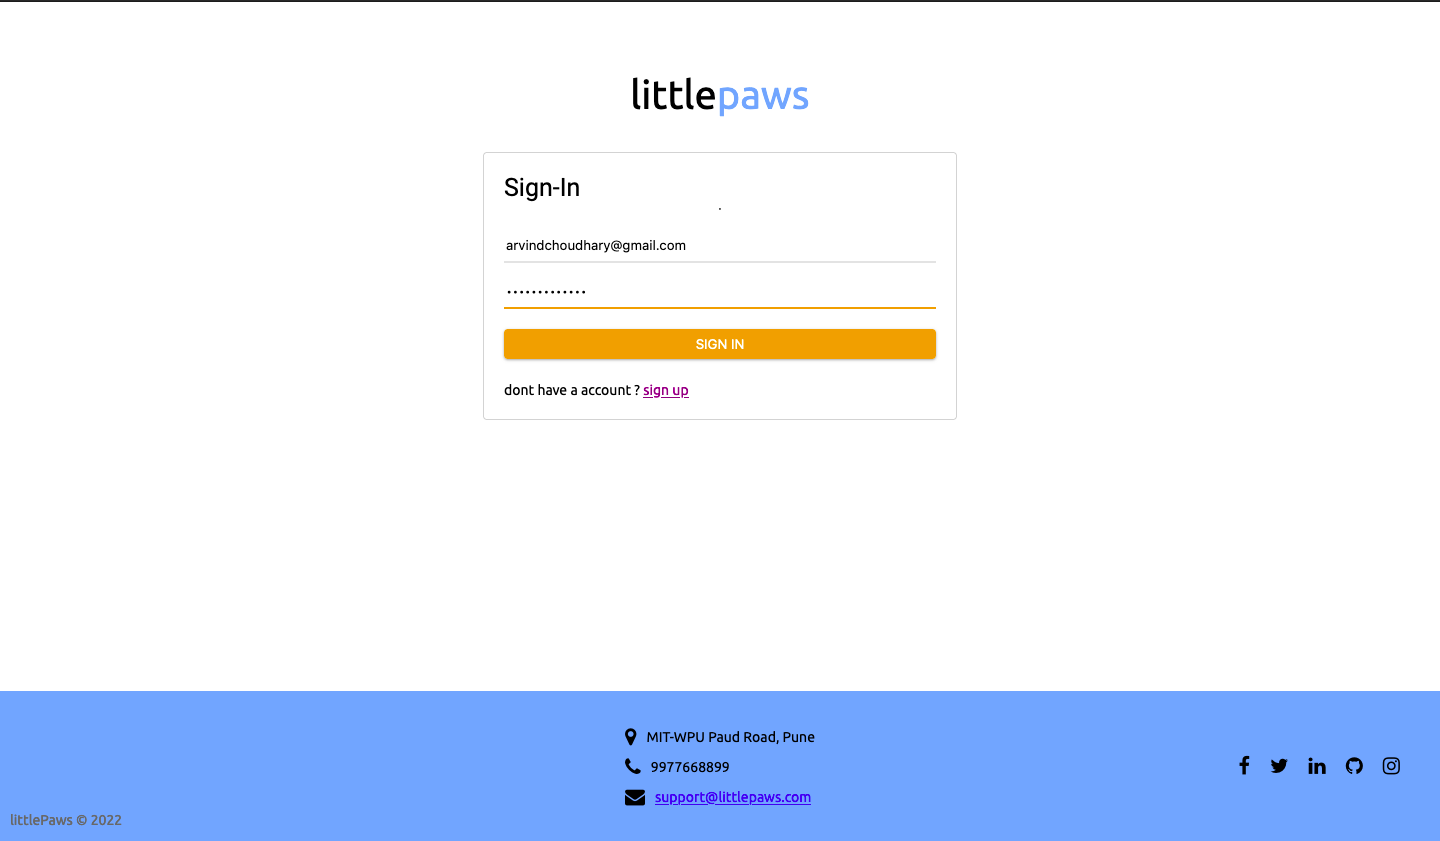 littlepaws
Sign-In
.
arvindchoudhary@gmail.com
.............
SIGN IN
dont have a account ? sign up
MIT-WPU Paud Road, Pune
9977668899
support@littlepaws.com
littlePaws © 2022